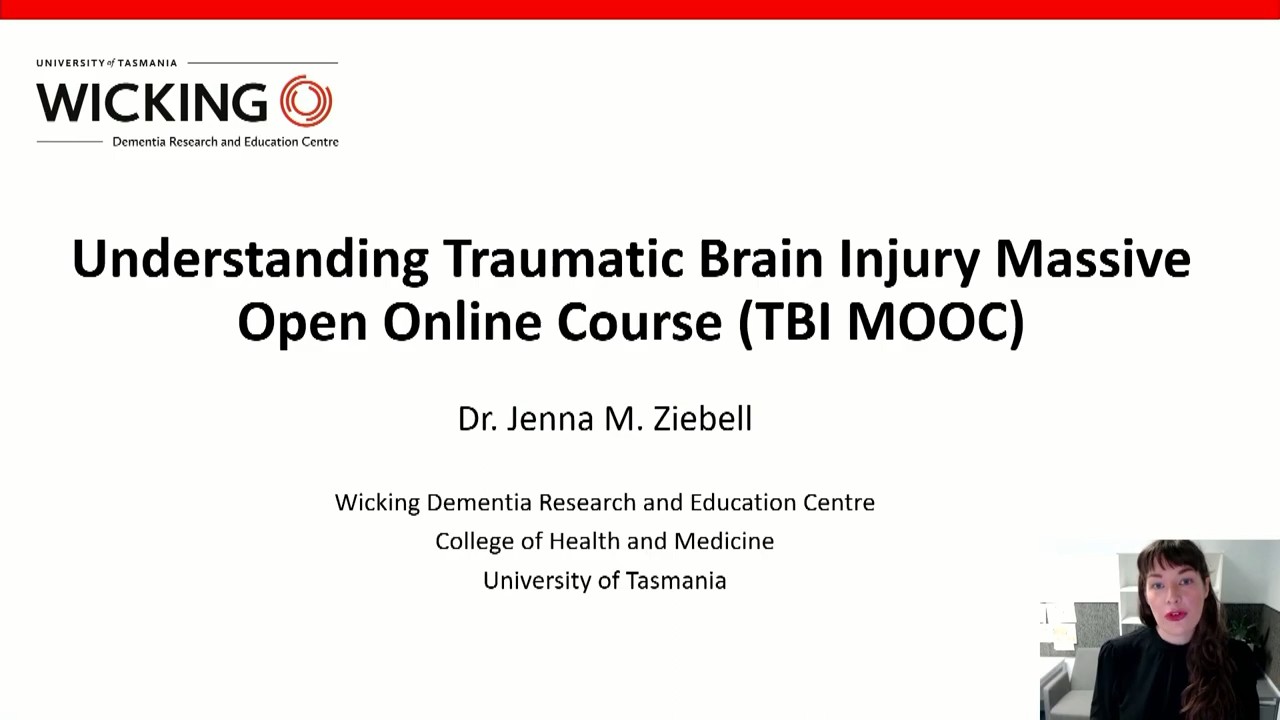 UNIVERSITY of TASMANIA
WICKING
Dementia Research and Education Centre
Understanding Traumatic Brain Injury Massive
Open Online Course (TBI MOOC)
Dr. Jenna M. Ziebell
Wicking Dementia Research and Education Centre
College of Health and Medicine
University of Tasmania